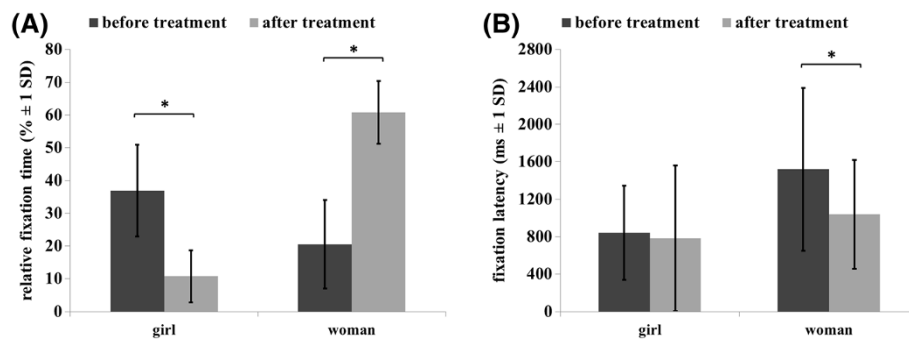 (A)
before treatment after treatment
relative fixation time (% ± 1 SD)
80
70
60
50
40
30
20
10
0
*
*
girl woman
(B)
before treatment after treatment
fixation latency (ms ± 1 SD)
2800
2400
2000
1600
1200
800
400
0
*
girl woman